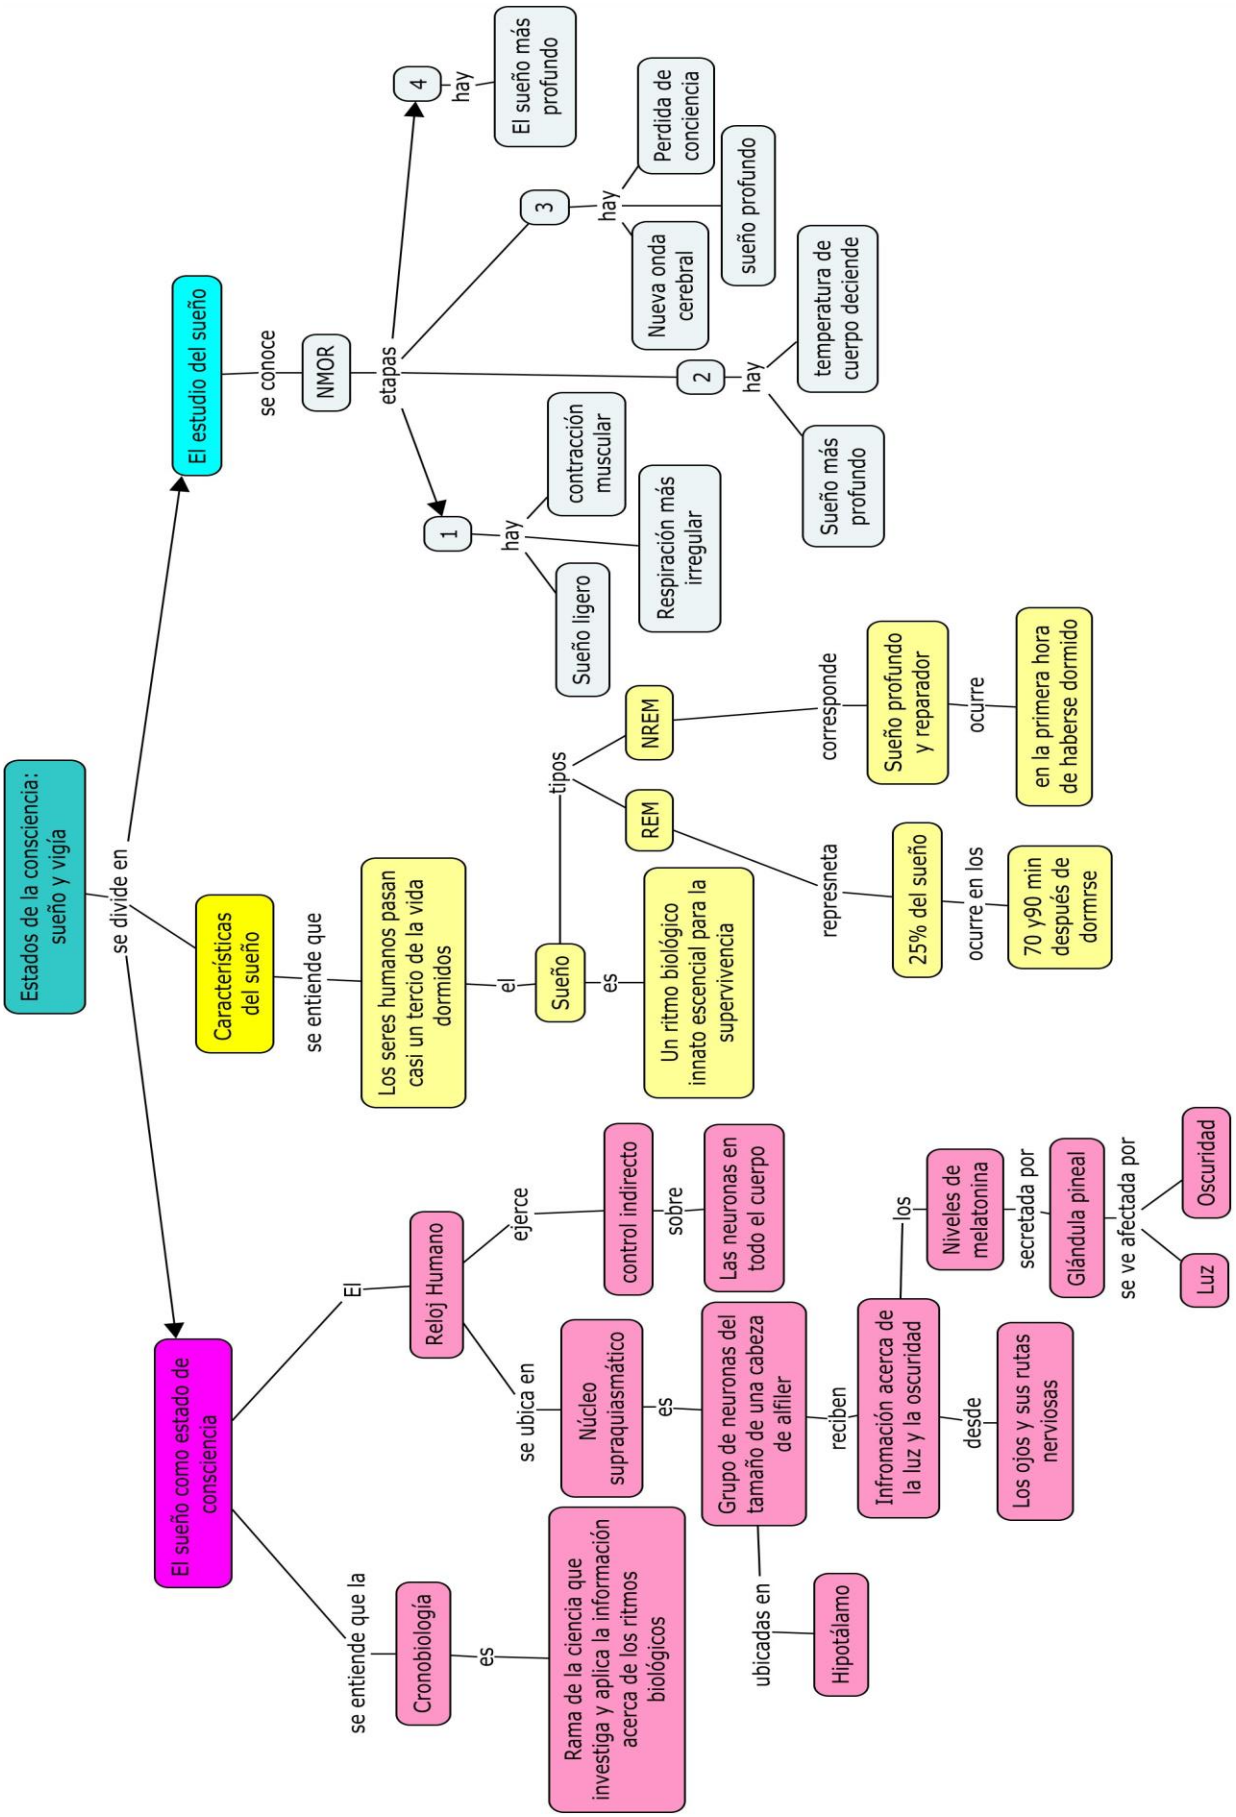 Estados de la consciencia:
sueño y vigía
se divide en
El sueño como estado de
consciencia
se entiende que la
Cronobiología
es
Rama de la ciencia que
investiga y aplica la información
acerca de los ritmos
biológicos
El
Reloj Humano
se ubica en
Núcleo
supraquiasmático
es
Grupo de neuronas del
tamaño de una cabeza
de alfiler
ubicadas en
Hipotálamo
reciben
Infromación acerca de
la luz y la oscuridad
desde
Los ojos y sus rutas
nerviosas
los
Niveles de
melatonina
secretada por
Glándula pineal
se ve afectada por
Luz
Oscuridad
ejerce
control indirecto
sobre
Las neuronas en
todo el cuerpo
Características
del sueño
se entiende que
Los seres humanos pasan
casi un tercio de la vida
dormidos
el
Sueño
es
Un ritmo biológico
innato escencial para la
supervivencia
tipos
REM
represneta
25% del sueño
ocurre en los
70 y90 min
después de
dormrse
NREM
corresponde
Sueño profundo
y reparador
ocurre
en la primera hora
de haberse dormido
El estudio del sueño
se conoce
NMOR
etapas
1
hay
Sueño ligero
Respiración más
irregular
contracción
muscular
2
hay
Sueño más
profundo
temperatura de
cuerpo deciende
3
hay
Nueva onda
cerebral
sueño profundo
Perdida de
conciencia
4
hay
El sueño más
profundo